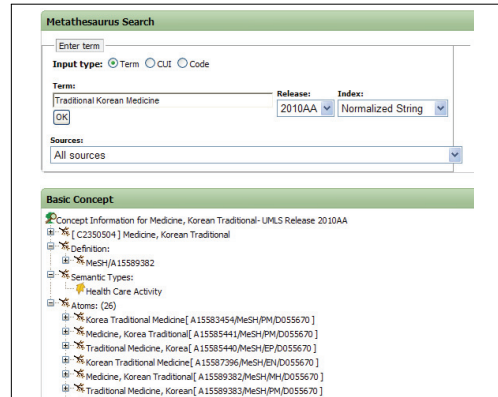 Metathesaurus Search
Enter term
Input type: Term CUI Code
Term: Release: Index:
Traditional Korean Medicine 2010AA Normalized String
OK
Sources:
All sources
Basic Concept
Concept Information for Medicine, Korean Traditional- UMLS Release 2010AA
[ C2350504 ] Medicine, Korean Traditional
Definition:
MeSH/A15589382
Semantic Types:
Health Care Activity
Atoms: (26)
Korea Traditional Medicine[ A15583454/MeSH/PM/D055670 ]
Medicine, Korea Traditional[ A15585441/MeSH/PM/D055670 ]
Traditional Medicine, Korea[ A15585440/MeSH/EP/D055670 ]
Korean Traditional Medicine[ A15587396/MeSH/EN/D055670 ]
Medicine, Korean Traditional[ A15589382/MeSH/MH/D055670 ]
Traditional Medicine, Korean[ A15589383/MeSH/PM/D055670 ]